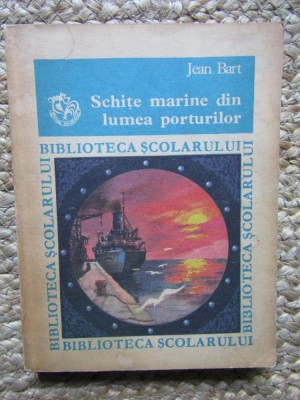 Jean Bart
Schițe marine din
lumea porturilor
BIBLIOTECA ȘCOLARULUI
BIBLIOTECA ȘCOLARULUI
BIBLIOTECA ȘCOLARULUI
BIBLIOTECA ȘCOLARULUI